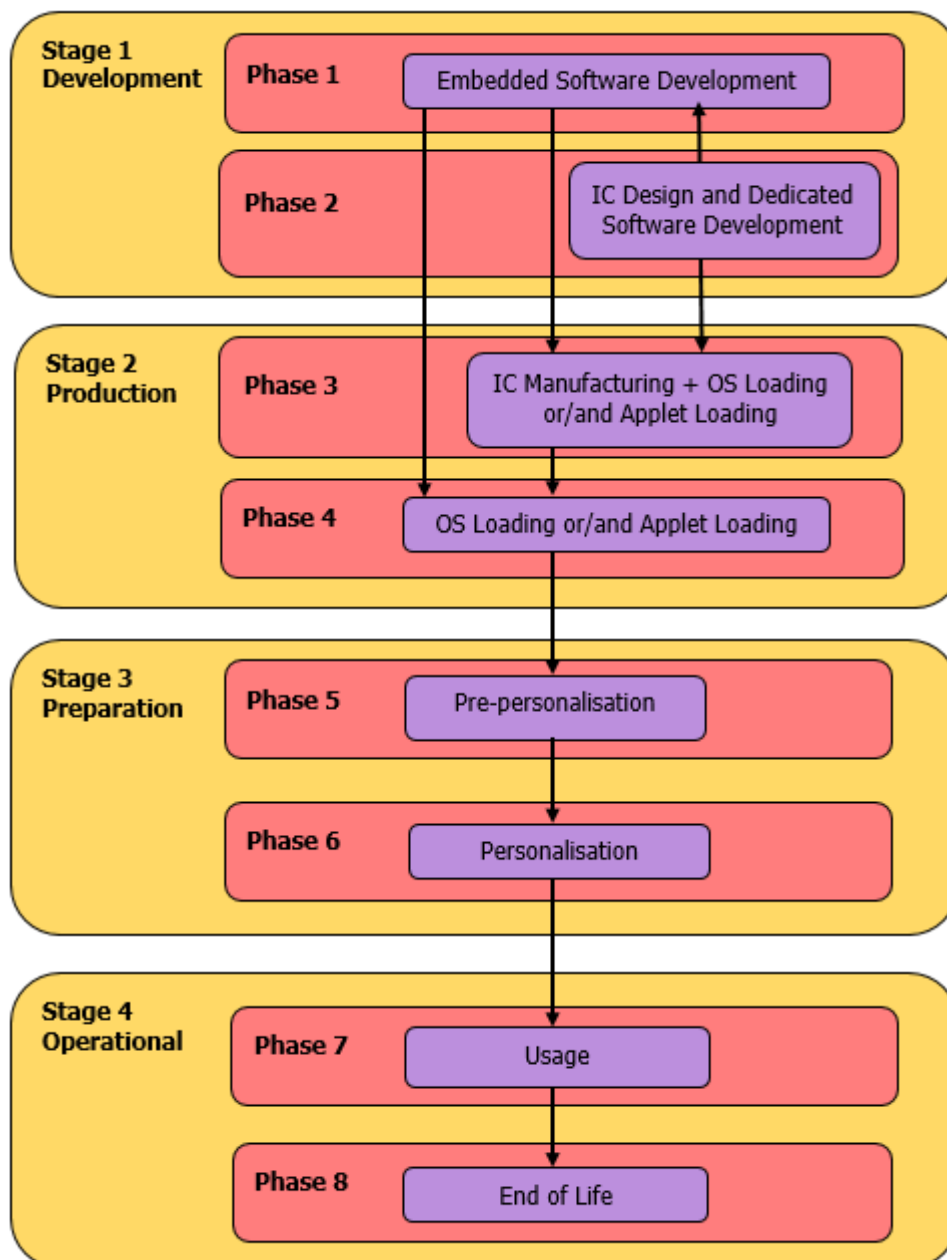 Stage 1
Development
Phase 1
Embedded Software Development
Phase 2
IC Design and Dedicated
Software Development
Stage 2
Production
Phase 3
IC Manufacturing + OS Loading
or/and Applet Loading
Phase 4
OS Loading or/and Applet Loading
Stage 3
Preparation
Phase 5
Pre-personalisation
Phase 6
Personalisation
Stage 4
Operational
Phase 7
Usage
Phase 8
End of Life